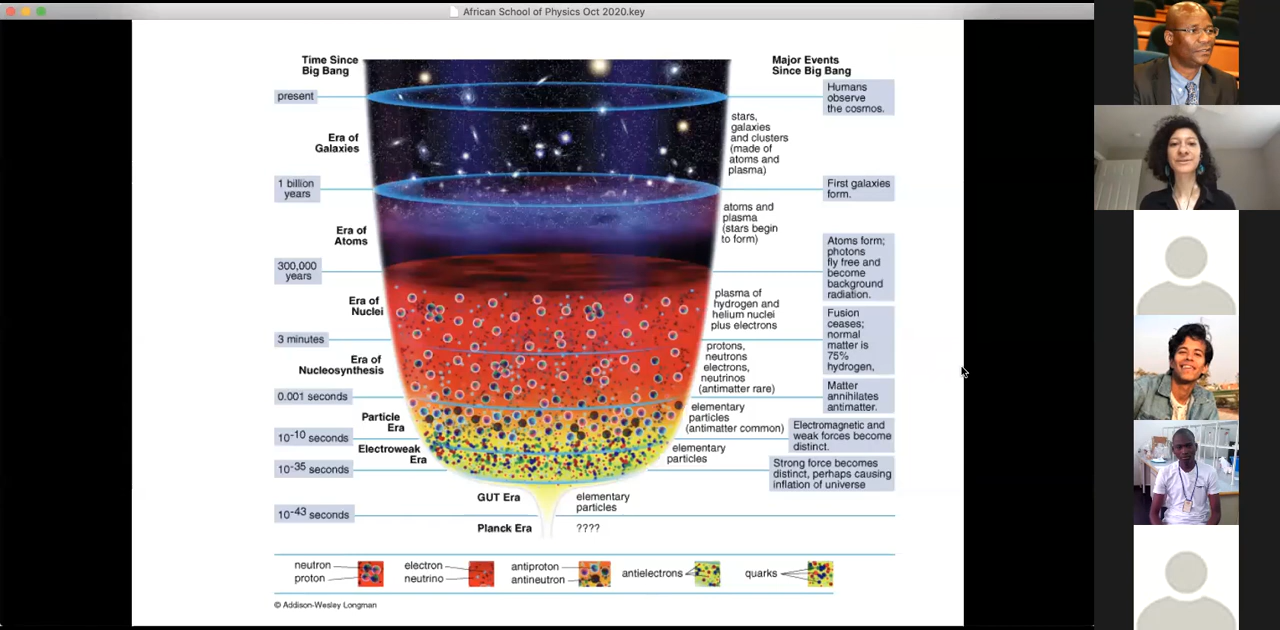 African School of Physics Oct 2020.key
Time Since
Big Bang
Major Events
Since Big Bang
present
Humans
observe
the cosmos.
Era of
Galaxies
stars,
galaxies
and clusters
(made of
atoms and
plasma)
1 billion
years
First galaxies
form.
Era of
Atoms
atoms and
plasma
(stars begin
to form)
300,000
years
Atoms form;
photons
fly free and
become
background
radiation.
Era of
Nuclei
plasma of
hydrogen and
helium nuclei
plus electrons
3 minutes
Fusion
ceases;
normal
matter is
75%
hydrogen,
Era of
Nucleosynthesis
protons,
neutrons
electrons,
neutrinos
(antimatter rare)
0.001 seconds
Matter
annihilates
antimatter.
Particle
Era
elementary
particles
(antimatter common)
10⁻¹⁰ seconds
Electromagnetic and
weak forces become
distinct.
Electroweak
Era
elementary
particles
10⁻³⁵ seconds
Strong force becomes
distinct, perhaps causing
inflation of universe
GUT Era
elementary
particles
10⁻⁴³ seconds
Planck Era
????
neutron
proton
electron
neutrino
antiproton
antineutron
antielectrons
quarks
© Addison-Wesley Longman